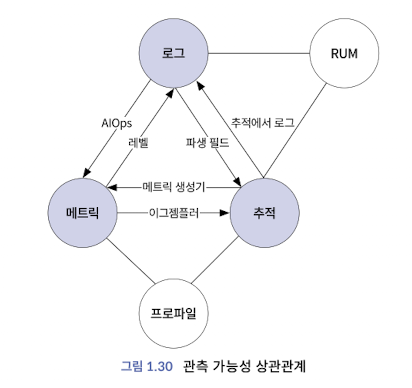 로그
RUM
AIOps
추적에서 로그
레벨
파생 필드
메트릭 생성기
메트릭
이그젬플러
추적
프로파일
그림 1.30 관측 가능성 상관관계